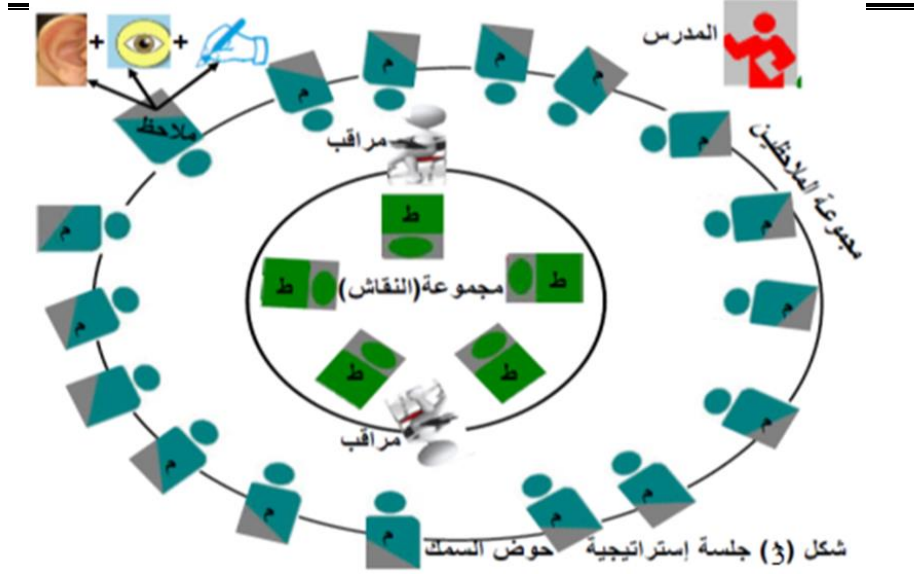 المدرس
م
م
م
م
+ +
ملاحظ
مراقب
م
مجموعة الملاحظين
ط
م
م
ط
مجموعة(النقاش)
ط
م
م
ط
ط
م
مراقب
م
م
م
م
م
شكل (3) جلسة إستراتيجية حوض السمك